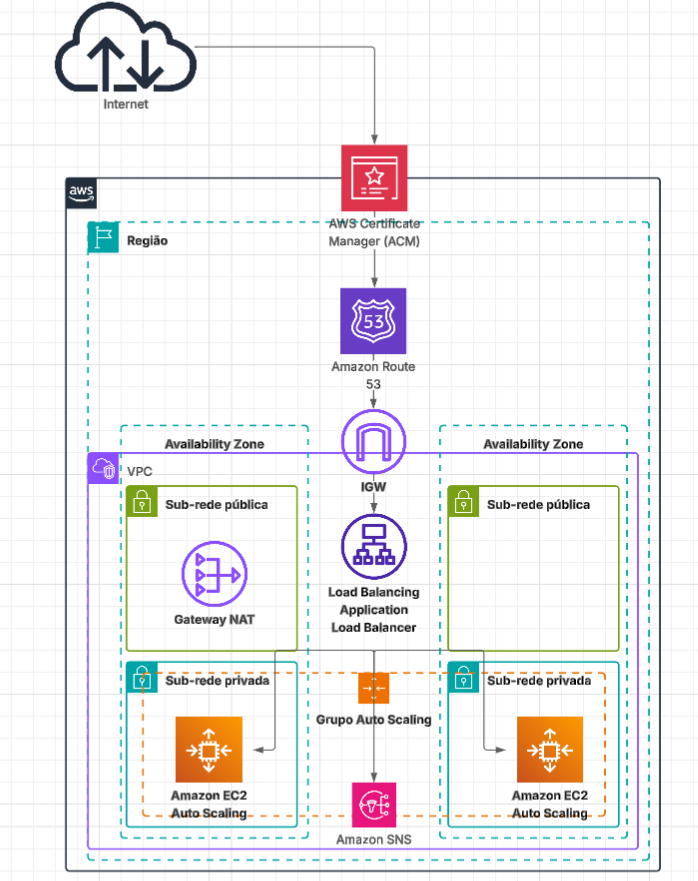 Internet
aws
AWS Certificate
Manager (ACM)
Região
53
Amazon Route
53
Availability Zone
Availability Zone
VPC
IGW
Sub-rede pública
Sub-rede pública
Gateway NAT
Load Balancing
Application
Load Balancer
Sub-rede privada
Sub-rede privada
Grupo Auto Scaling
Amazon EC2
Auto Scaling
Amazon EC2
Auto Scaling
Amazon SNS